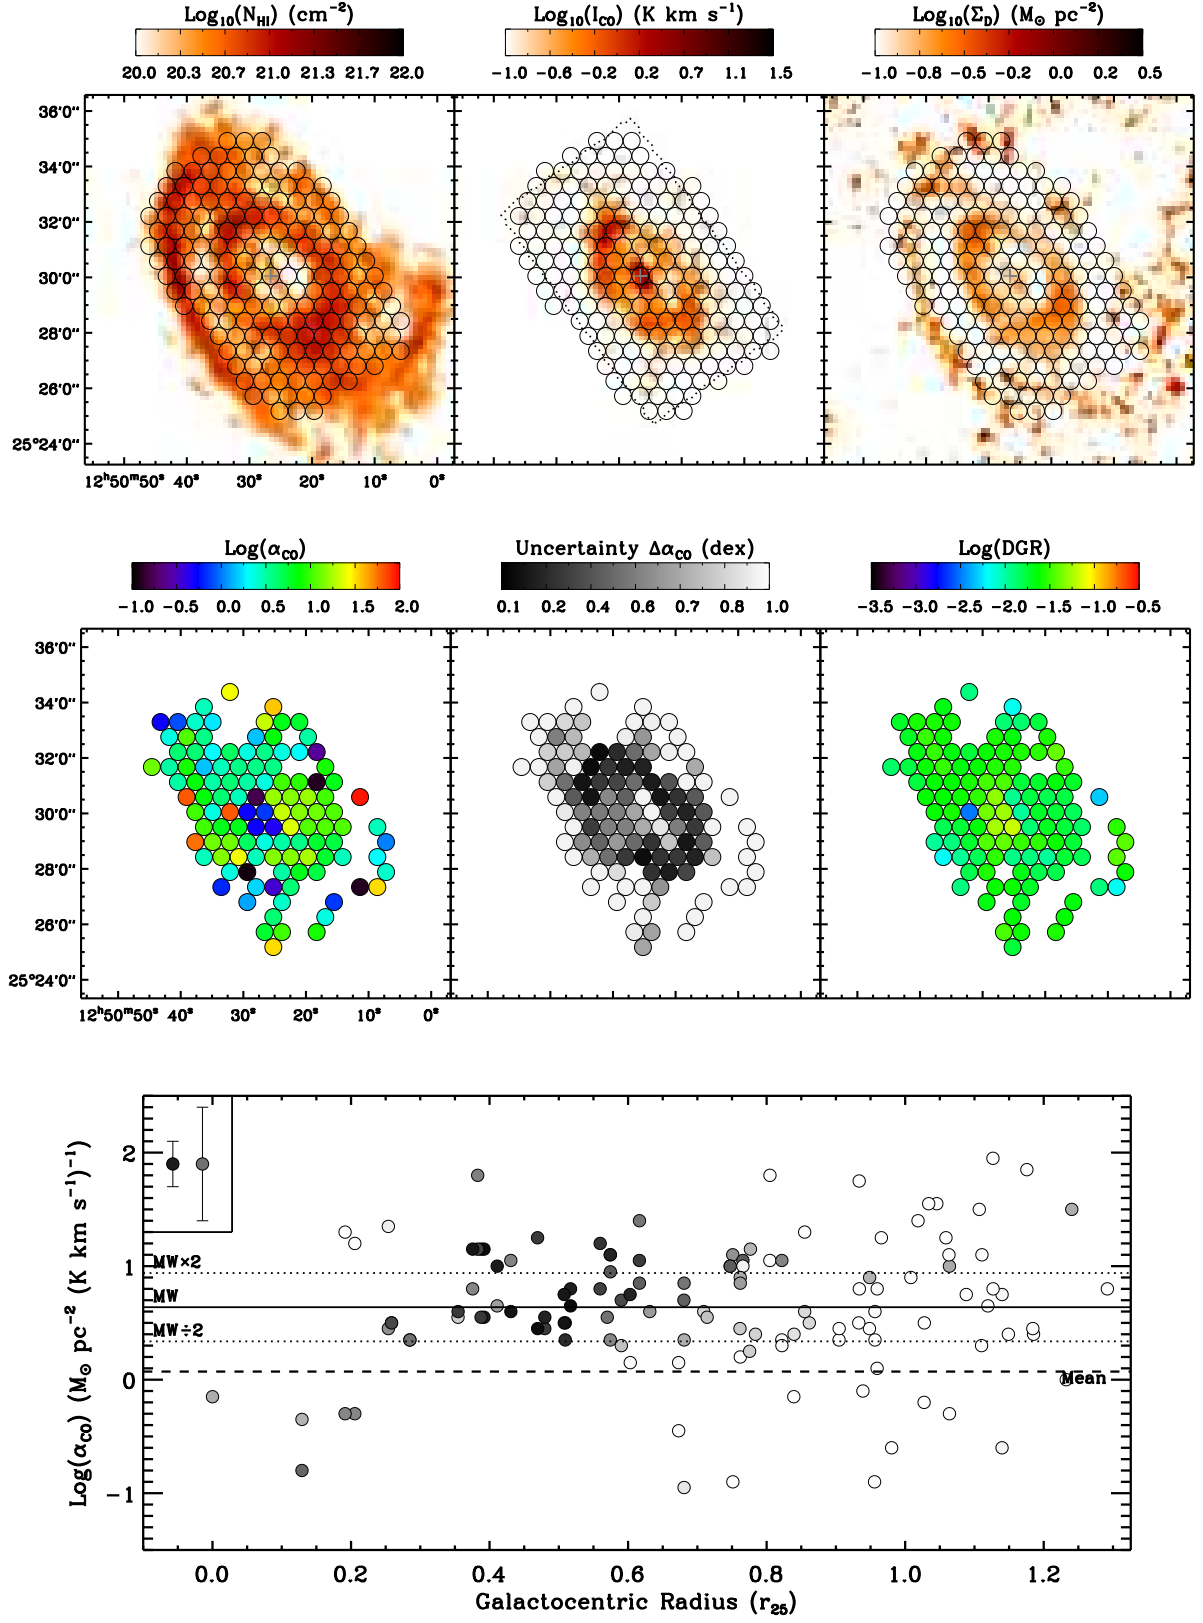 Log₁₀(N_HI) (cm⁻²) Log₁₀(I_CO) (K km s⁻¹) Log₁₀(Σ_D) (M⊙ pc⁻²)
20.0 20.3 20.7 21.0 21.3 21.7 22.0 −1.0 −0.6 −0.2 0.2 0.7 1.1 1.5 −1.0 −0.8 −0.5 −0.2 0.0 0.2 0.5
36'0''
34'0''
32'0''
30'0''
28'0''
26'0''
25°24'0''
12ʰ50ᵐ50ˢ 40ˢ 30ˢ 20ˢ 10ˢ 0ˢ
Log(α_CO) Uncertainty Δα_CO (dex) Log(DGR)
−1.0 −0.5 0.0 0.5 1.0 1.5 2.0 0.1 0.2 0.4 0.6 0.7 0.8 1.0 −3.5 −3.0 −2.5 −2.0 −1.5 −1.0 −0.5
36'0''
34'0''
32'0''
30'0''
28'0''
26'0''
25°24'0''
12ʰ50ᵐ50ˢ 40ˢ 30ˢ 20ˢ 10ˢ 0ˢ
Log(α_CO) (M⊙ pc⁻² (K km s⁻¹)⁻¹)
2
1
0
−1
MW×2
MW
MW÷2
Mean
0.0 0.2 0.4 0.6 0.8 1.0 1.2
Galactocentric Radius (r₂₅)